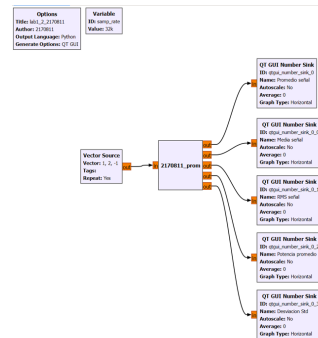 Options
Title: lab1_2_2170811
Author: 2170811
Output Language: Python
Generate Options: QT GUI
Variable
ID: samp_rate
Value: 32k
QT GUI Number Sink
ID: qtgui_number_sink_0
Name: Promedio señal
Autoscale: No
Average: 0
Graph Type: Horizontal
QT GUI Number Sink
ID: qtgui_number_sink_0_0
Name: Media señal
Autoscale: No
Average: 0
Graph Type: Horizontal
Vector Source
Vector: 1, 2, -1
Tags:
Repeat: Yes
out
in
2170811_prom
out
out
out
out
out
in
in
in
in
in
QT GUI Number Sink
ID: qtgui_number_sink_0_1
Name: RMS señal
Autoscale: No
Average: 0
Graph Type: Horizontal
QT GUI Number Sink
ID: qtgui_number_sink_0_2
Name: Potencia promedio
Autoscale: No
Average: 0
Graph Type: Horizontal
QT GUI Number Sink
ID: qtgui_number_sink_0_3
Name: Desviacion Std
Autoscale: No
Average: 0
Graph Type: Horizontal